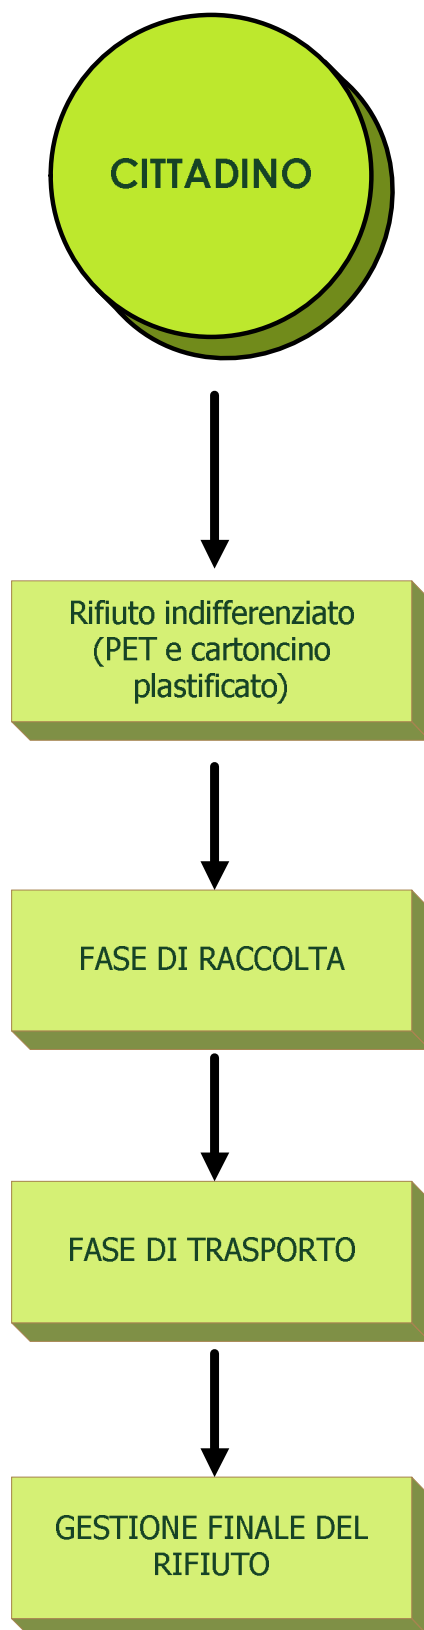 CITTADINO
Rifiuto indifferenziato
(PET e cartoncino
plastificato)
FASE DI RACCOLTA
FASE DI TRASPORTO
GESTIONE FINALE DEL
RIFIUTO